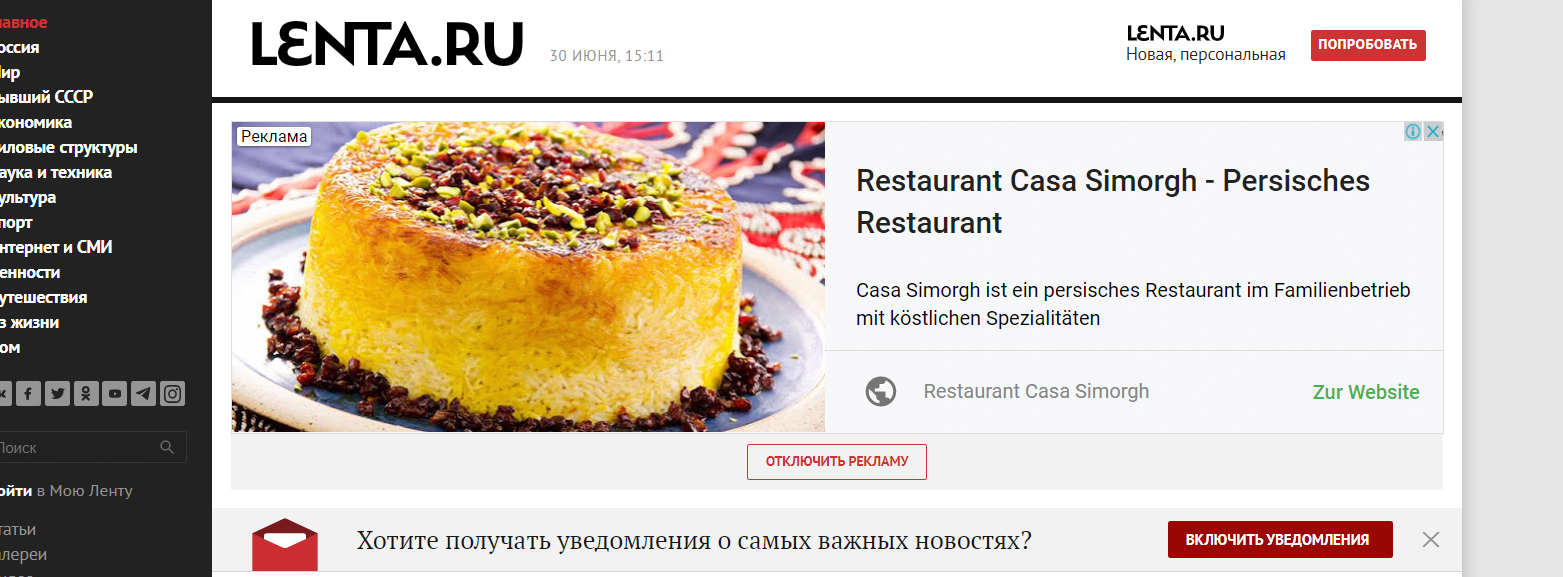 лавное
оссия
ир
ывший СССР
кономика
иловые структуры
аука и техника
ультура
порт
нтернет и СМИ
енности
утешествия
з жизни
ом
Поиск
ойти в Мою Ленту
татьи
алереи
LENTA.RU
30 ИЮНЯ, 15:11
LENTA.RU
Новая, персональная
ПОПРОБОВАТЬ
Реклама
Restaurant Casa Simorgh - Persisches
Restaurant
Casa Simorgh ist ein persisches Restaurant im Familienbetrieb
mit köstlichen Spezialitäten
Restaurant Casa Simorgh
Zur Website
ОТКЛЮЧИТЬ РЕКЛАМУ
Хотите получать уведомления о самых важных новостях?
ВКЛЮЧИТЬ УВЕДОМЛЕНИЯ